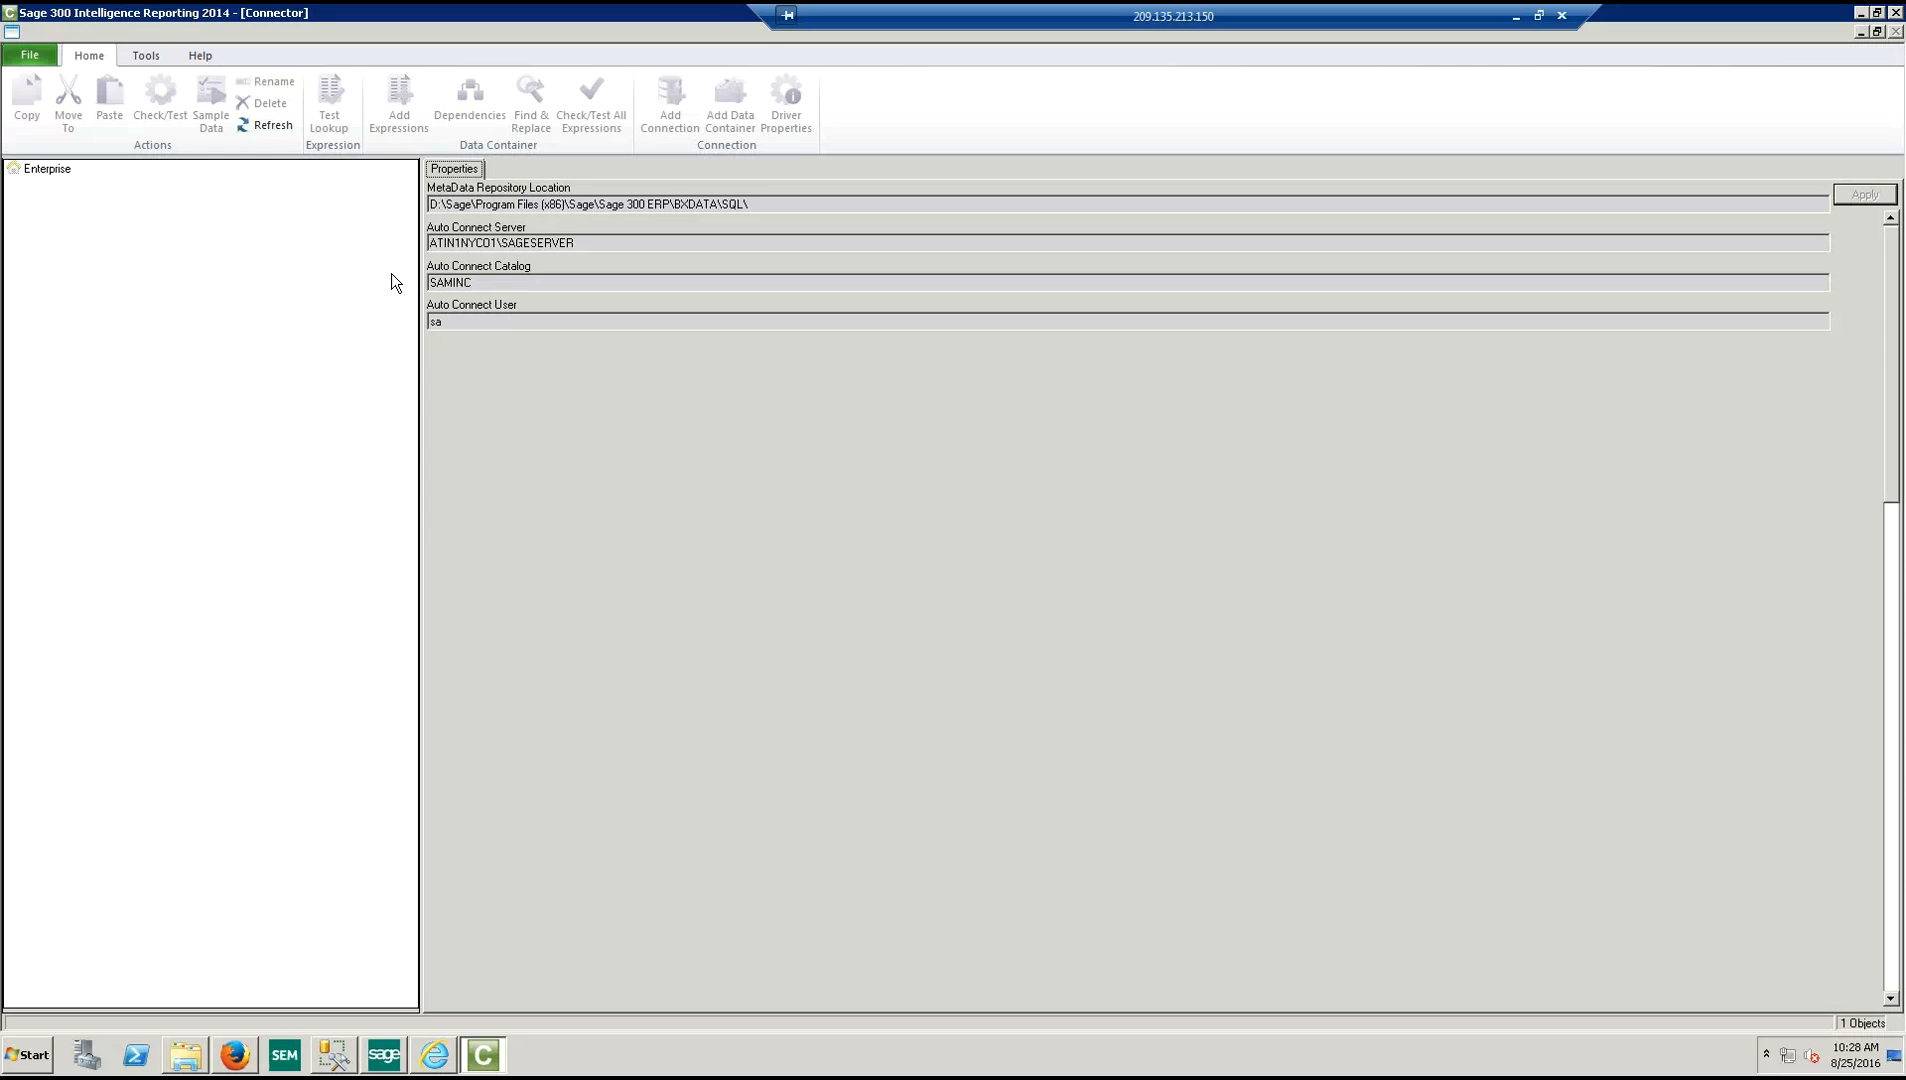 Sage 300 Intelligence Reporting 2014 - [Connector]
209.135.213.150
File
Home
Tools
Help
Copy
Move To
Paste
Check/Test
Sample Data
Rename
Delete
Refresh
Actions
Test Lookup
Expression
Add Expressions
Dependencies
Find & Replace
Check/Test All Expressions
Data Container
Add Connection
Add Data Container
Driver Properties
Connection
Enterprise
Properties
MetaData Repository Location
D:\Sage\Program Files (x86)\Sage\Sage 300 ERP\BXDATA\SQL\
Apply
Auto Connect Server
ATIN1NYCO1\SAGESERVER
Auto Connect Catalog
SAMINC
Auto Connect User
sa
1 Objects
Start
SEM
sage
C
10:28 AM
8/25/2016